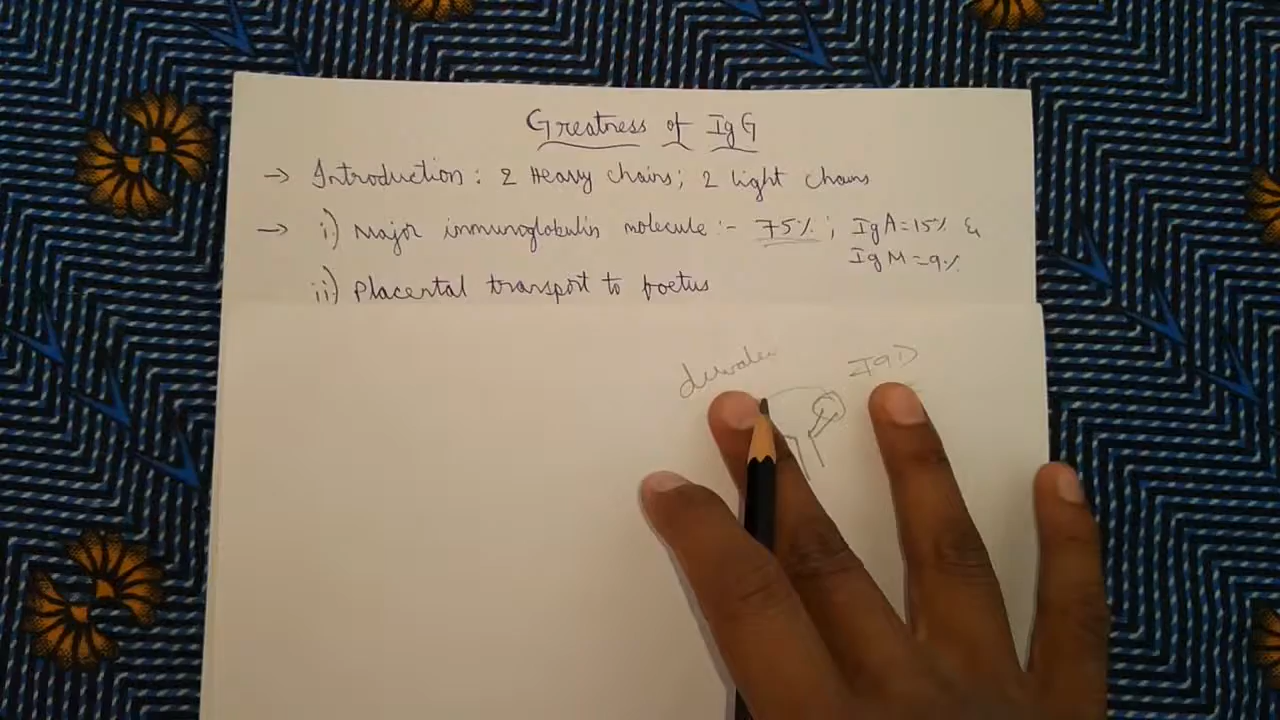 Greatness of IgG
→ Introduction: 2 Heavy chains; 2 light chains
→ i.) Major immunoglobulin molecule :- 75%; IgA=15% &
IgM=9%
ii) Placental transport to foetus
IgD